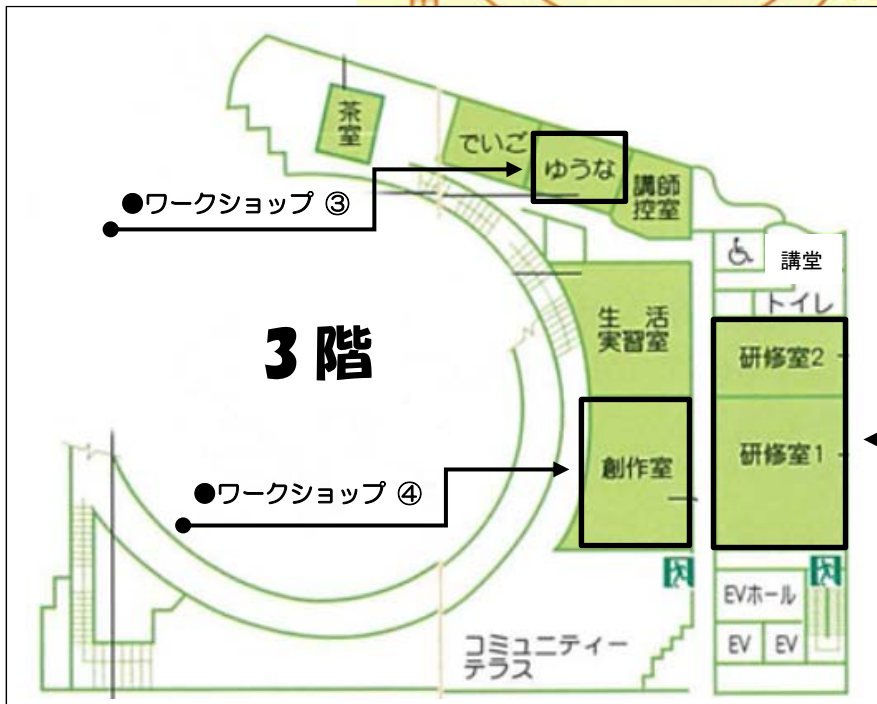 茶室
でいご
ゆうな
講師
控室
●ワークショップ ③
講堂
トイレ
3階
生 活
実習室
研修室2
創作室
研修室1
●ワークショップ ④
EVホール
EV
EV
コミュニティー
テラス